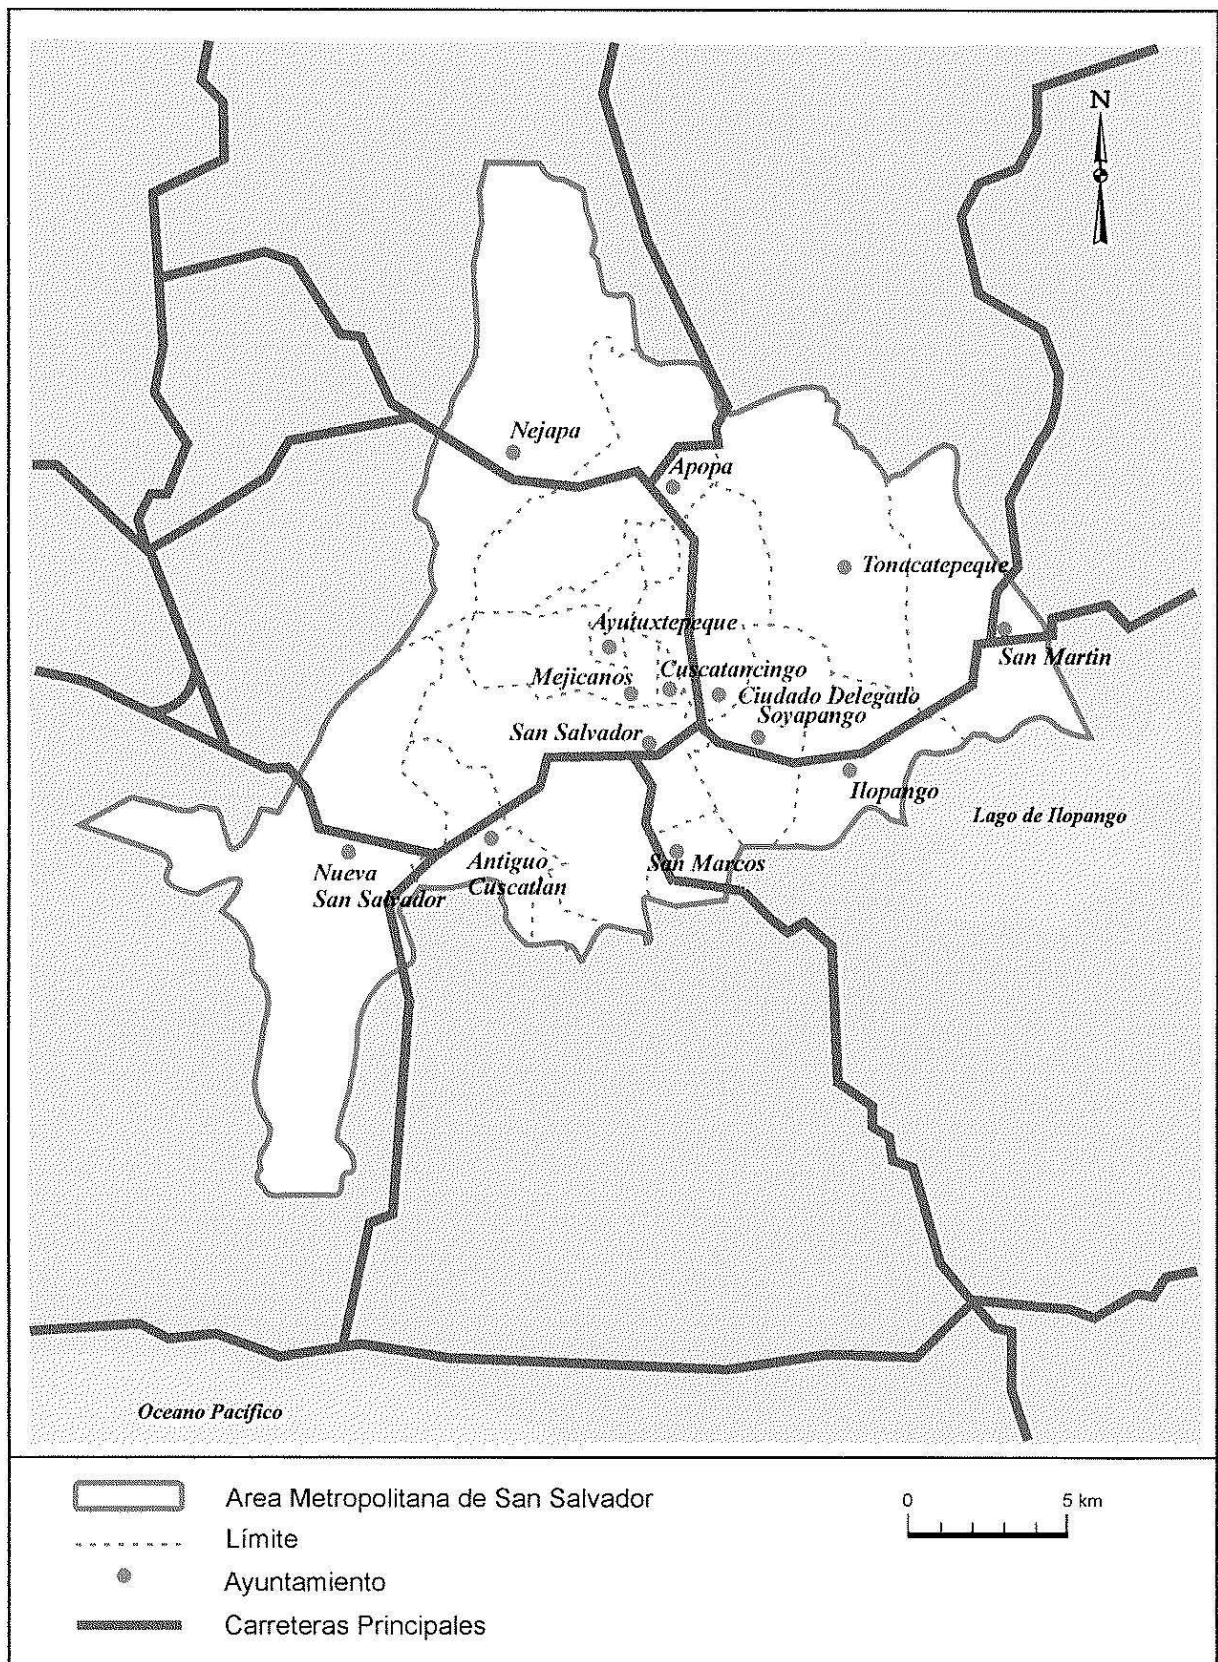 N
Nejapa
Apopa
Tonacatepeque
Ayutuxtepeque
San Martin
Cuscatancingo
Mejicanos
Ciudado Delegado
Soyapango
San Salvador
Ilopango
Lago de Ilopango
Nueva
San Salvador
Antiguo
Cuscatlan
San Marcos
Oceano Pacífico
Area Metropolitana de San Salvador
Límite
Ayuntamiento
Carreteras Principales
0 5 km